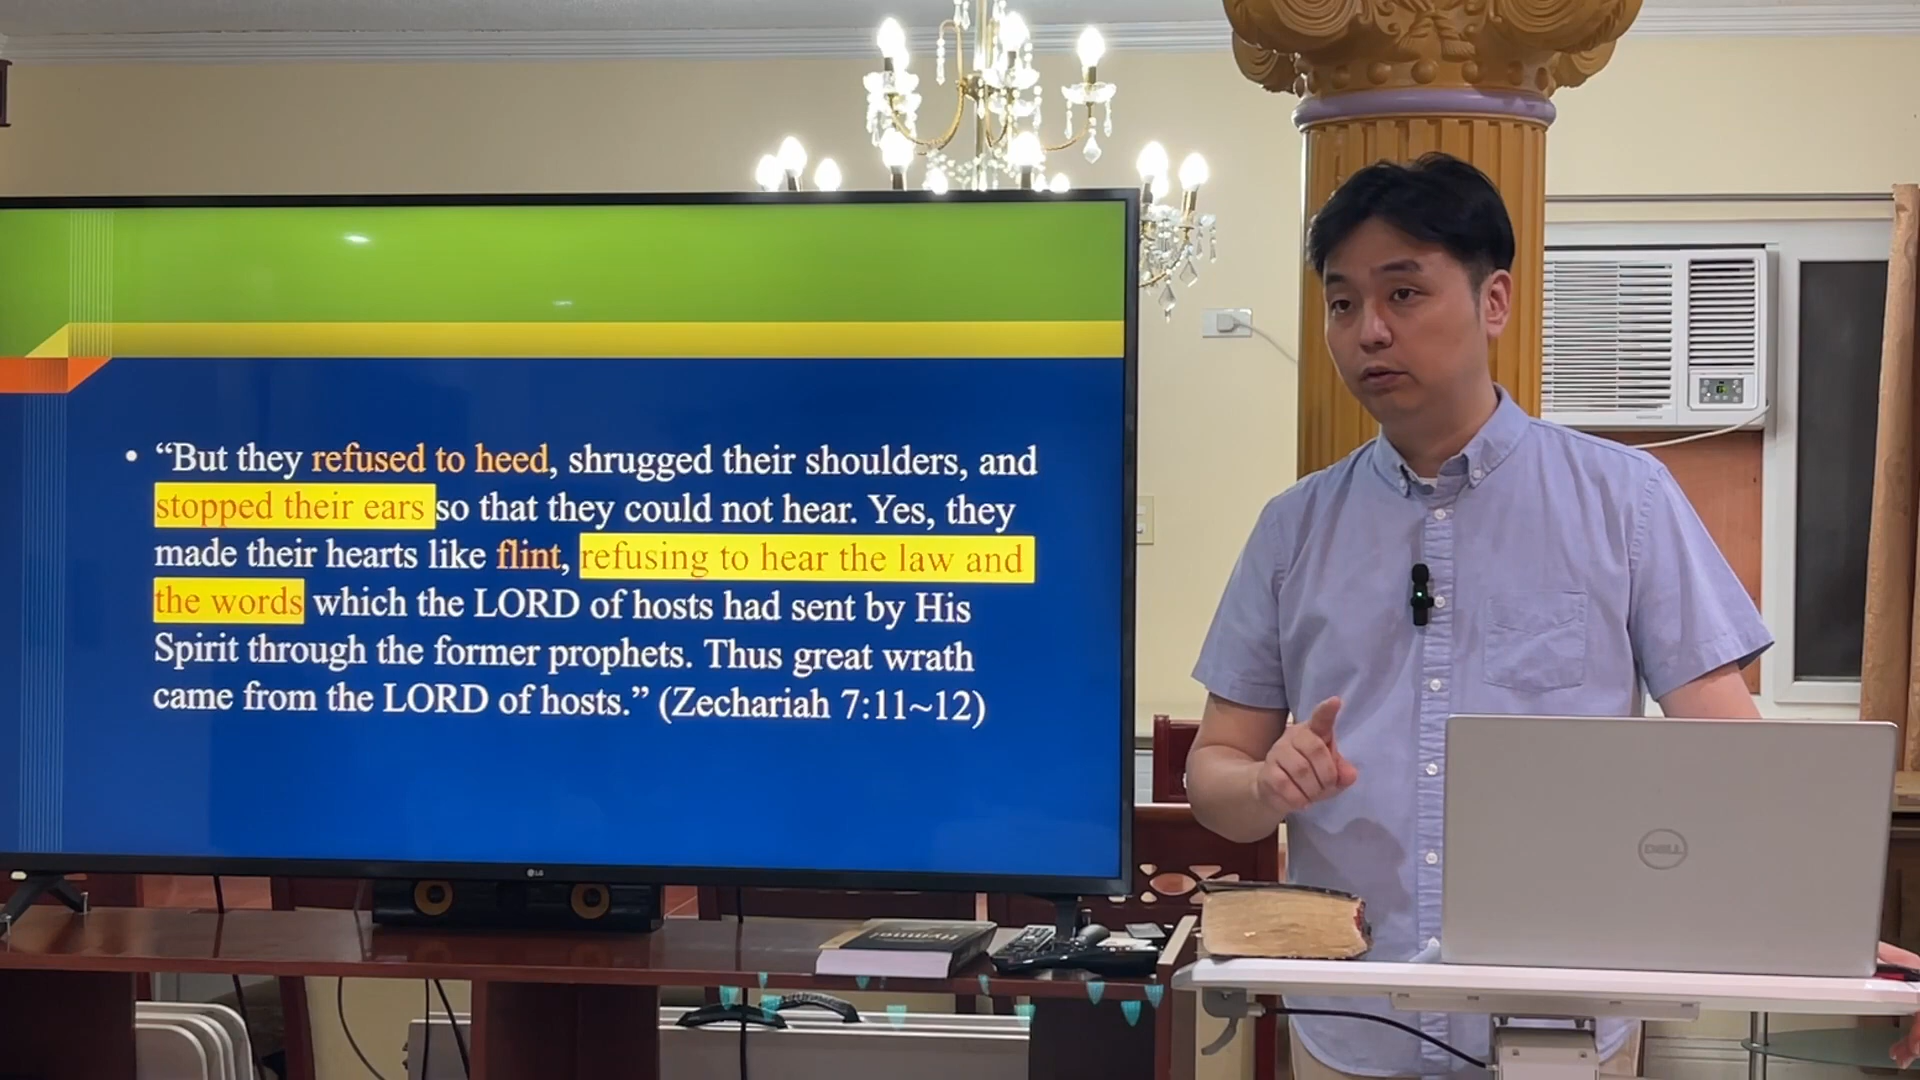 • “But they refused to heed, shrugged their shoulders, and
stopped their ears so that they could not hear. Yes, they
made their hearts like flint, refusing to hear the law and
the words which the LORD of hosts had sent by His
Spirit through the former prophets. Thus great wrath
came from the LORD of hosts.” (Zechariah 7:11~12)
LG
Hymnal
DELL